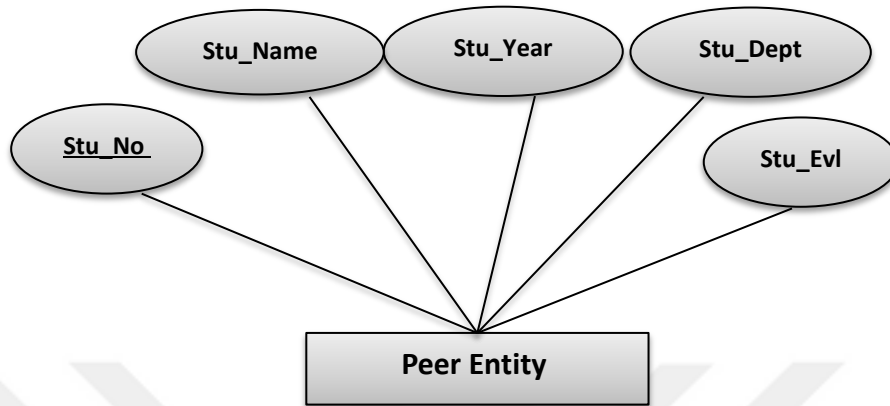 Stu_Name
Stu_Year
Stu_Dept
Stu_No
Stu_Evl
Peer Entity